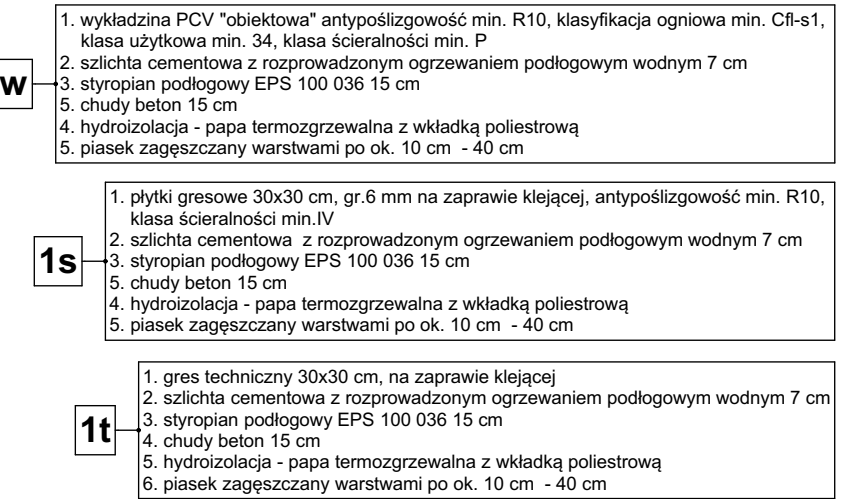 1. wykładzina PCV "obiektowa" antypoślizgowość min. R10, klasyfikacja ogniowa min. Cfl-s1,
klasa użytkowa min. 34, klasa ścieralności min. P
2. szlichta cementowa z rozprowadzonym ogrzewaniem podłogowym wodnym 7 cm
w
3. styropian podłogowy EPS 100 036 15 cm
5. chudy beton 15 cm
4. hydroizolacja - papa termozgrzewalna z wkładką poliestrową
5. piasek zagęszczany warstwami po ok. 10 cm  - 40 cm
1. płytki gresowe 30x30 cm, gr.6 mm na zaprawie klejącej, antypoślizgowość min. R10,
klasa ścieralności min.IV
2. szlichta cementowa  z rozprowadzonym ogrzewaniem podłogowym wodnym 7 cm
1s
3. styropian podłogowy EPS 100 036 15 cm
5. chudy beton 15 cm
4. hydroizolacja - papa termozgrzewalna z wkładką poliestrową
5. piasek zagęszczany warstwami po ok. 10 cm  - 40 cm
1. gres techniczny 30x30 cm, na zaprawie klejącej
2. szlichta cementowa z rozprowadzonym ogrzewaniem podłogowym wodnym 7 cm
3. styropian podłogowy EPS 100 036 15 cm
1t
4. chudy beton 15 cm
5. hydroizolacja - papa termozgrzewalna z wkładką poliestrową
6. piasek zagęszczany warstwami po ok. 10 cm  - 40 cm